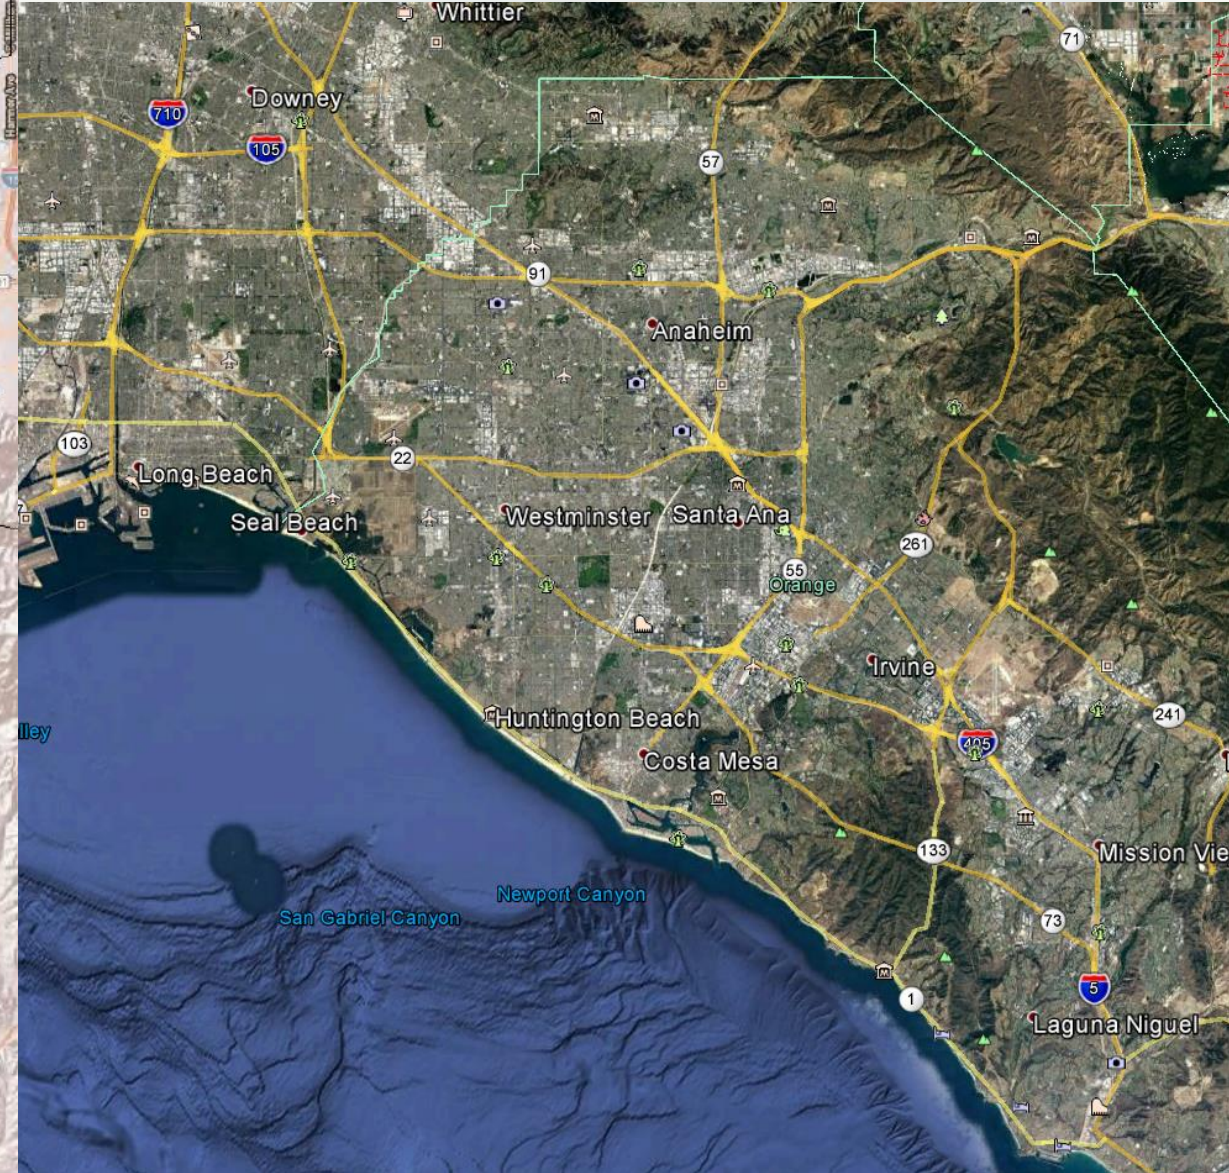 Whittier
71
Downey
710
105
57
91
Anaheim
103
22
Long Beach
Seal Beach
Westminster
Santa Ana
261
55
Orange
Irvine
Huntington Beach
241
lley
405
Costa Mesa
133
Mission Vie
Newport Canyon
San Gabriel Canyon
73
5
1
Laguna Niguel